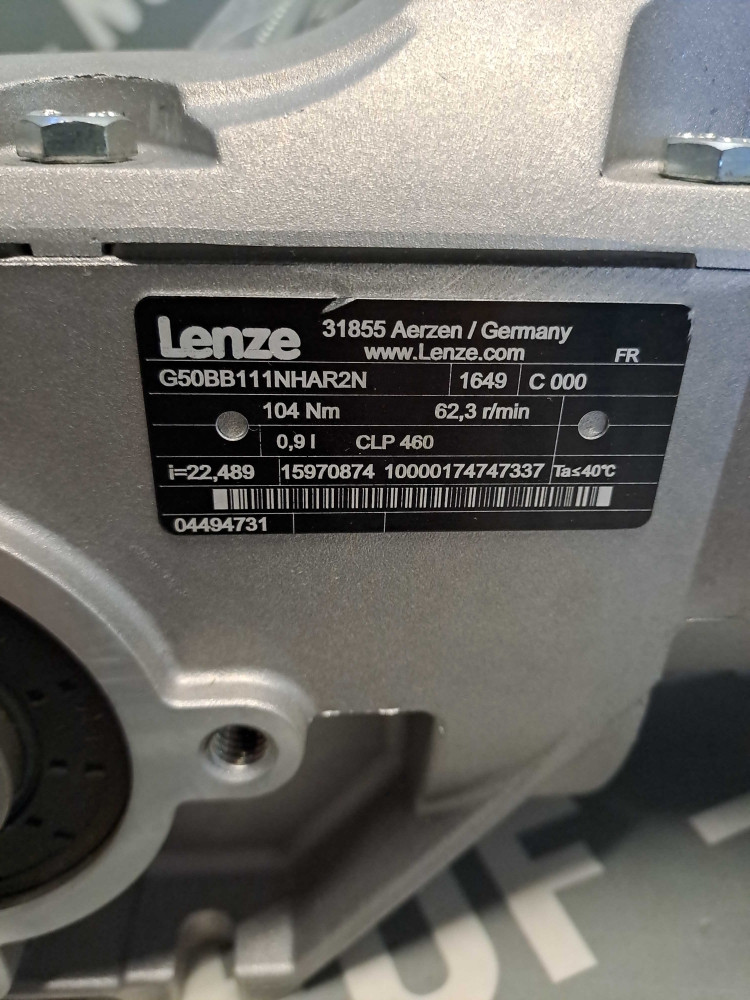 Lenze 31855 Aerzen / Germany
www.Lenze.com FR
G50BB111NHAR2N 1649 C 000
104 Nm 62,3 r/min
0,9 l CLP 460
i=22,489 15970874 10000174747337 Ta≤40°C
04494731